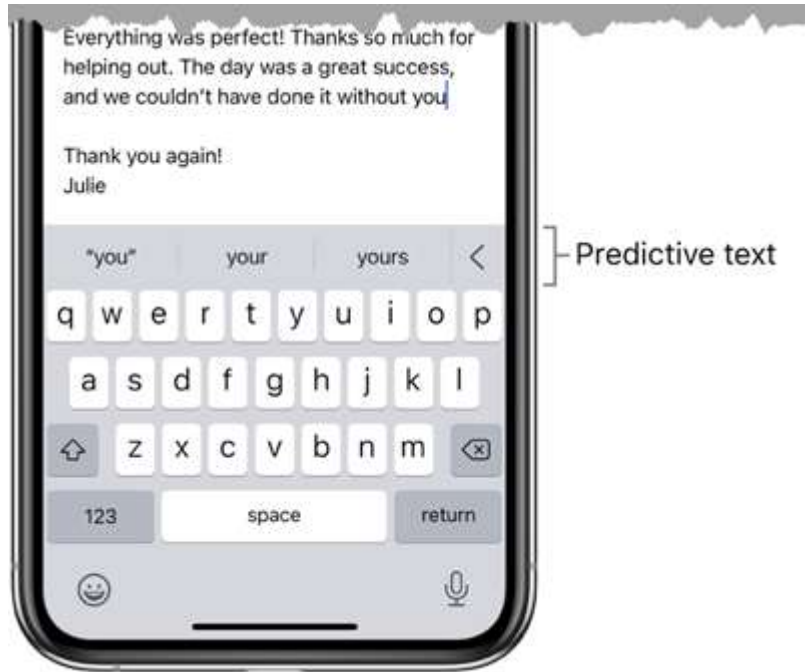 Everything was perfect! Thanks so much for
helping out. The day was a great success,
and we couldn't have done it without you
Thank you again!
Julie
"you" your yours
Predictive text
q w e r t y u i o p
a s d f g h j k l
z x c v b n m
123 space return